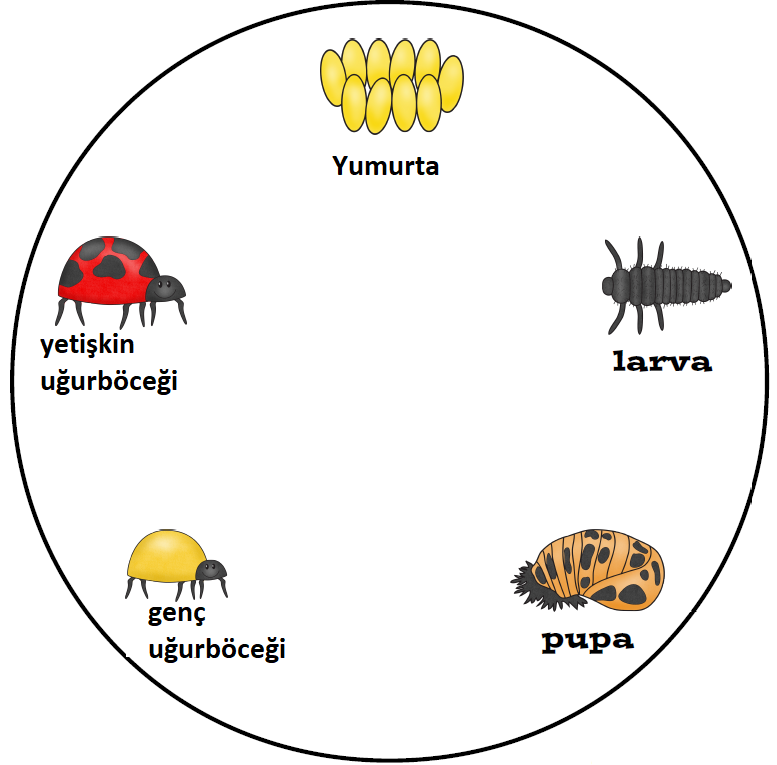 Yumurta
larva
pupa
genç
uğurböceği
yetişkin
uğurböceği